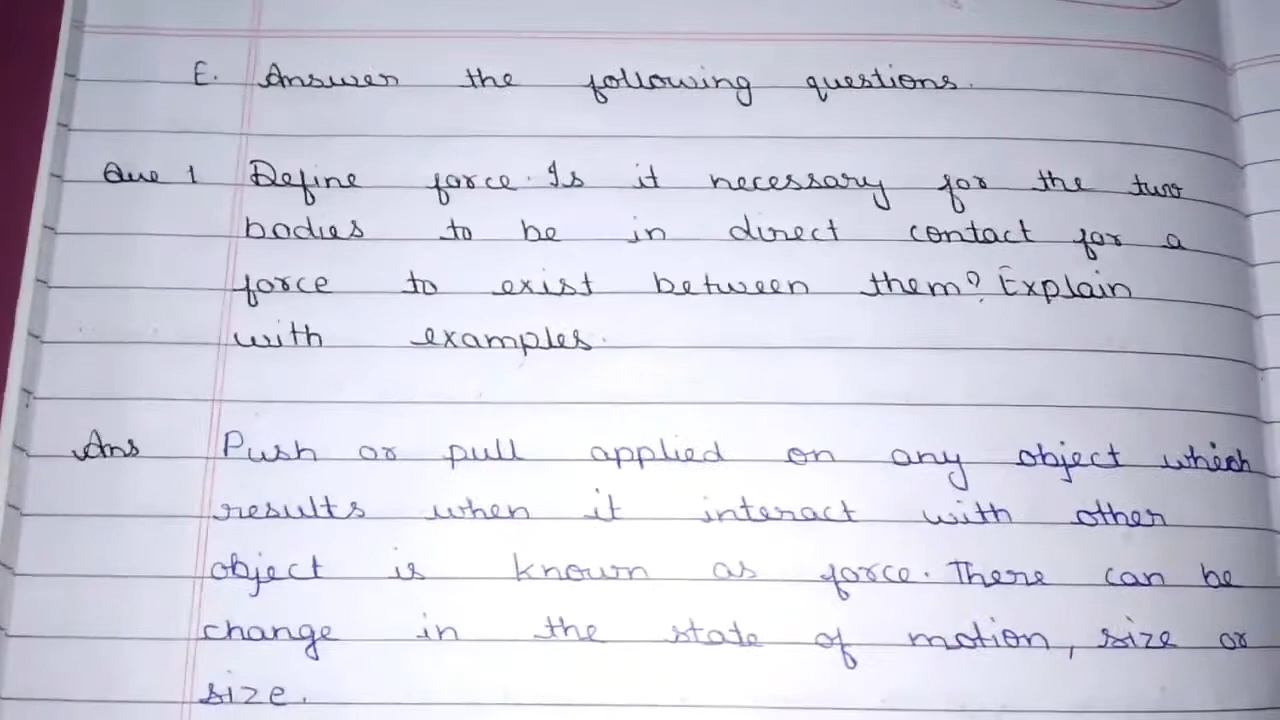 E. Answer the following questions.
Que 1 Define force. Is it necessary for the two
bodies to be in direct contact for a
force to exist between them? Explain
with examples.
Ans Push or pull applied on any object which
results when it interact with other
object is known as force. There can be
change in the state of motion, size or
size.